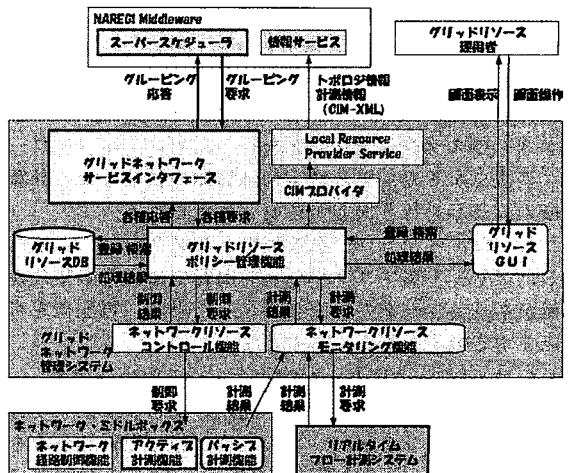 NAREGI Middleware
スーパースケジューラ
情報サービス
グリッドリソース
運用者
グルーピング
応答
グルーピング
要求
トポロジ情報
計測情報
(CIM-XML)
画面表示
画面操作
グリッドネットワーク
サービスインタフェース
Local Resource
Provider Service
CIMプロバイダ
各種応答
各種要求
グリッド
リソースDB
登録 検索
処理結果
グリッドリソース
ポリシー管理機能
登録 検索
処理結果
グリッド
リソース
GUI
制御
結果
制御
要求
計測
結果
計測
要求
グリッド
ネットワーク
管理システム
ネットワークリソース
コントロール機能
ネットワークリソース
モニタリング機能
制御
要求
計測
結果
計測
結果
計測
要求
ネットワーク・ミドルボックス
ネットワーク
経路制御機能
アクティブ
計測機能
パッシブ
計測機能
リアルタイム
フロー計測システム